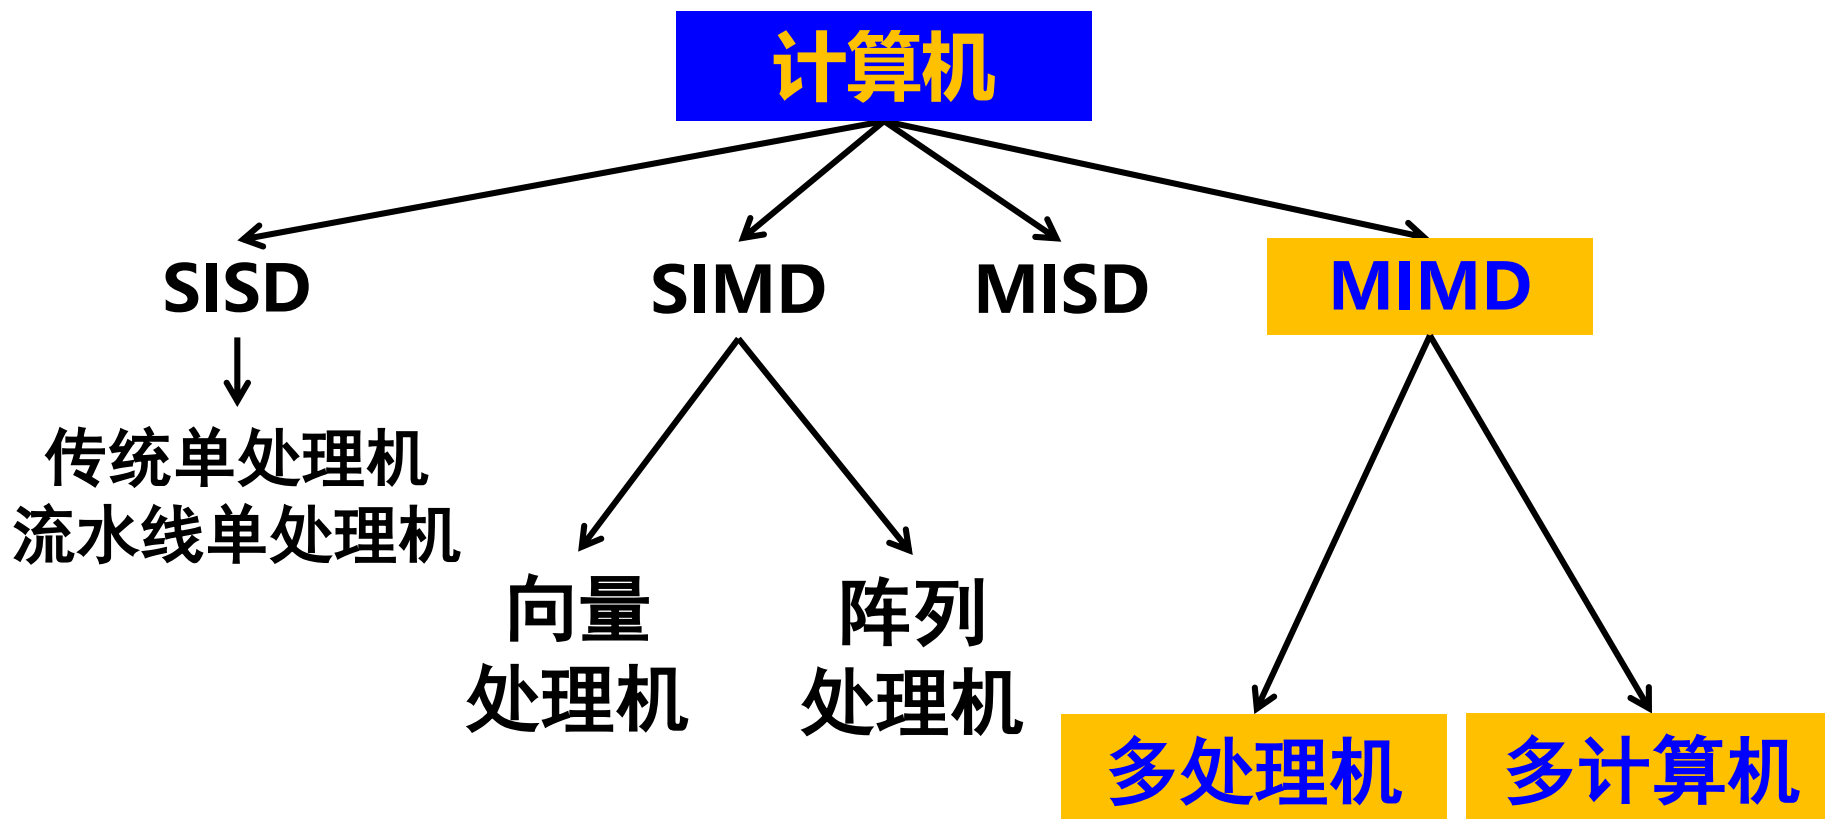 计算机
SISD
SIMD
MISD
MIMD
传统单处理机
流水线单处理机
向量
处理机
阵列
处理机
多处理机
多计算机